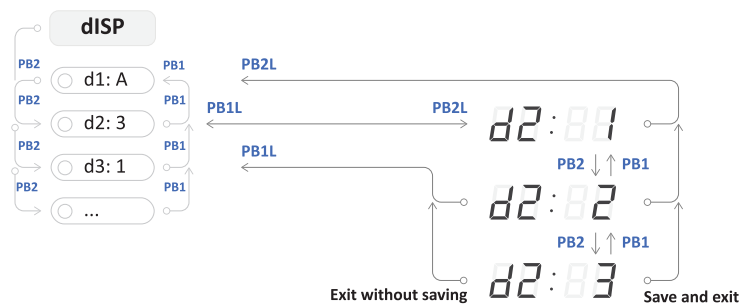 dISP
PB2
PB1
PB2L
d1: A
PB2
PB1
PB1L
PB2L
d2: 3
d2: 1
PB2
PB1
PB1L
d3: 1
PB2
PB1
PB2
PB1
...
d2: 2
PB2
PB1
Exit without saving
d2: 3
Save and exit